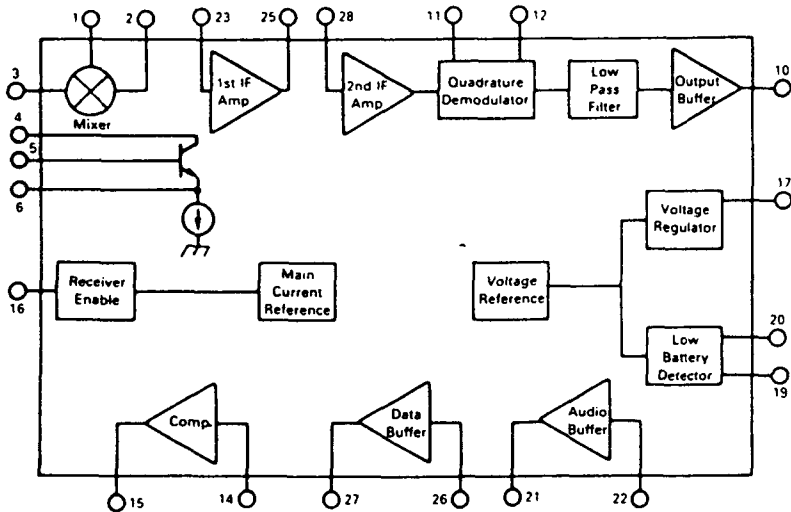 1
2
23
25
28
11
12
3
Mixer
1st IF
Amp
2nd IF
Amp
Quadrature
Demodulator
Low
Pass
Filter
Output
Buffer
10
4
5
6
17
Voltage
Regulator
16
Receiver
Enable
Main
Current
Reference
Voltage
Reference
20
Low
Battery
Detector
19
Comp.
Data
Buffer
Audio
Buffer
15
14
27
26
21
22